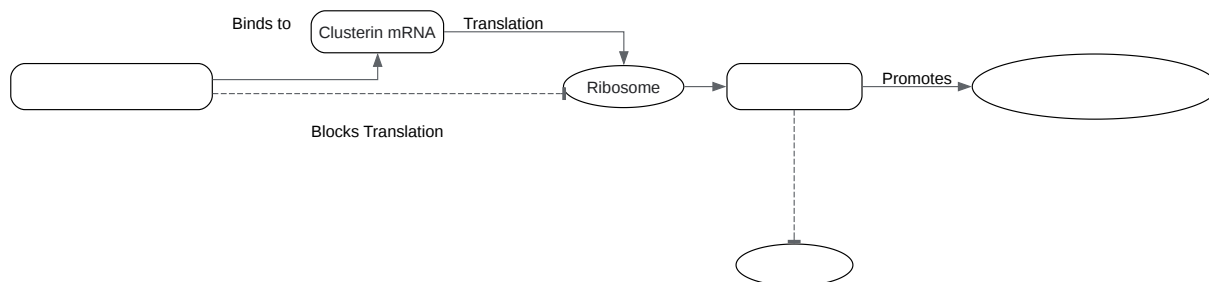 Binds to
Clusterin mRNA
Translation
Ribosome
Promotes
Blocks Translation